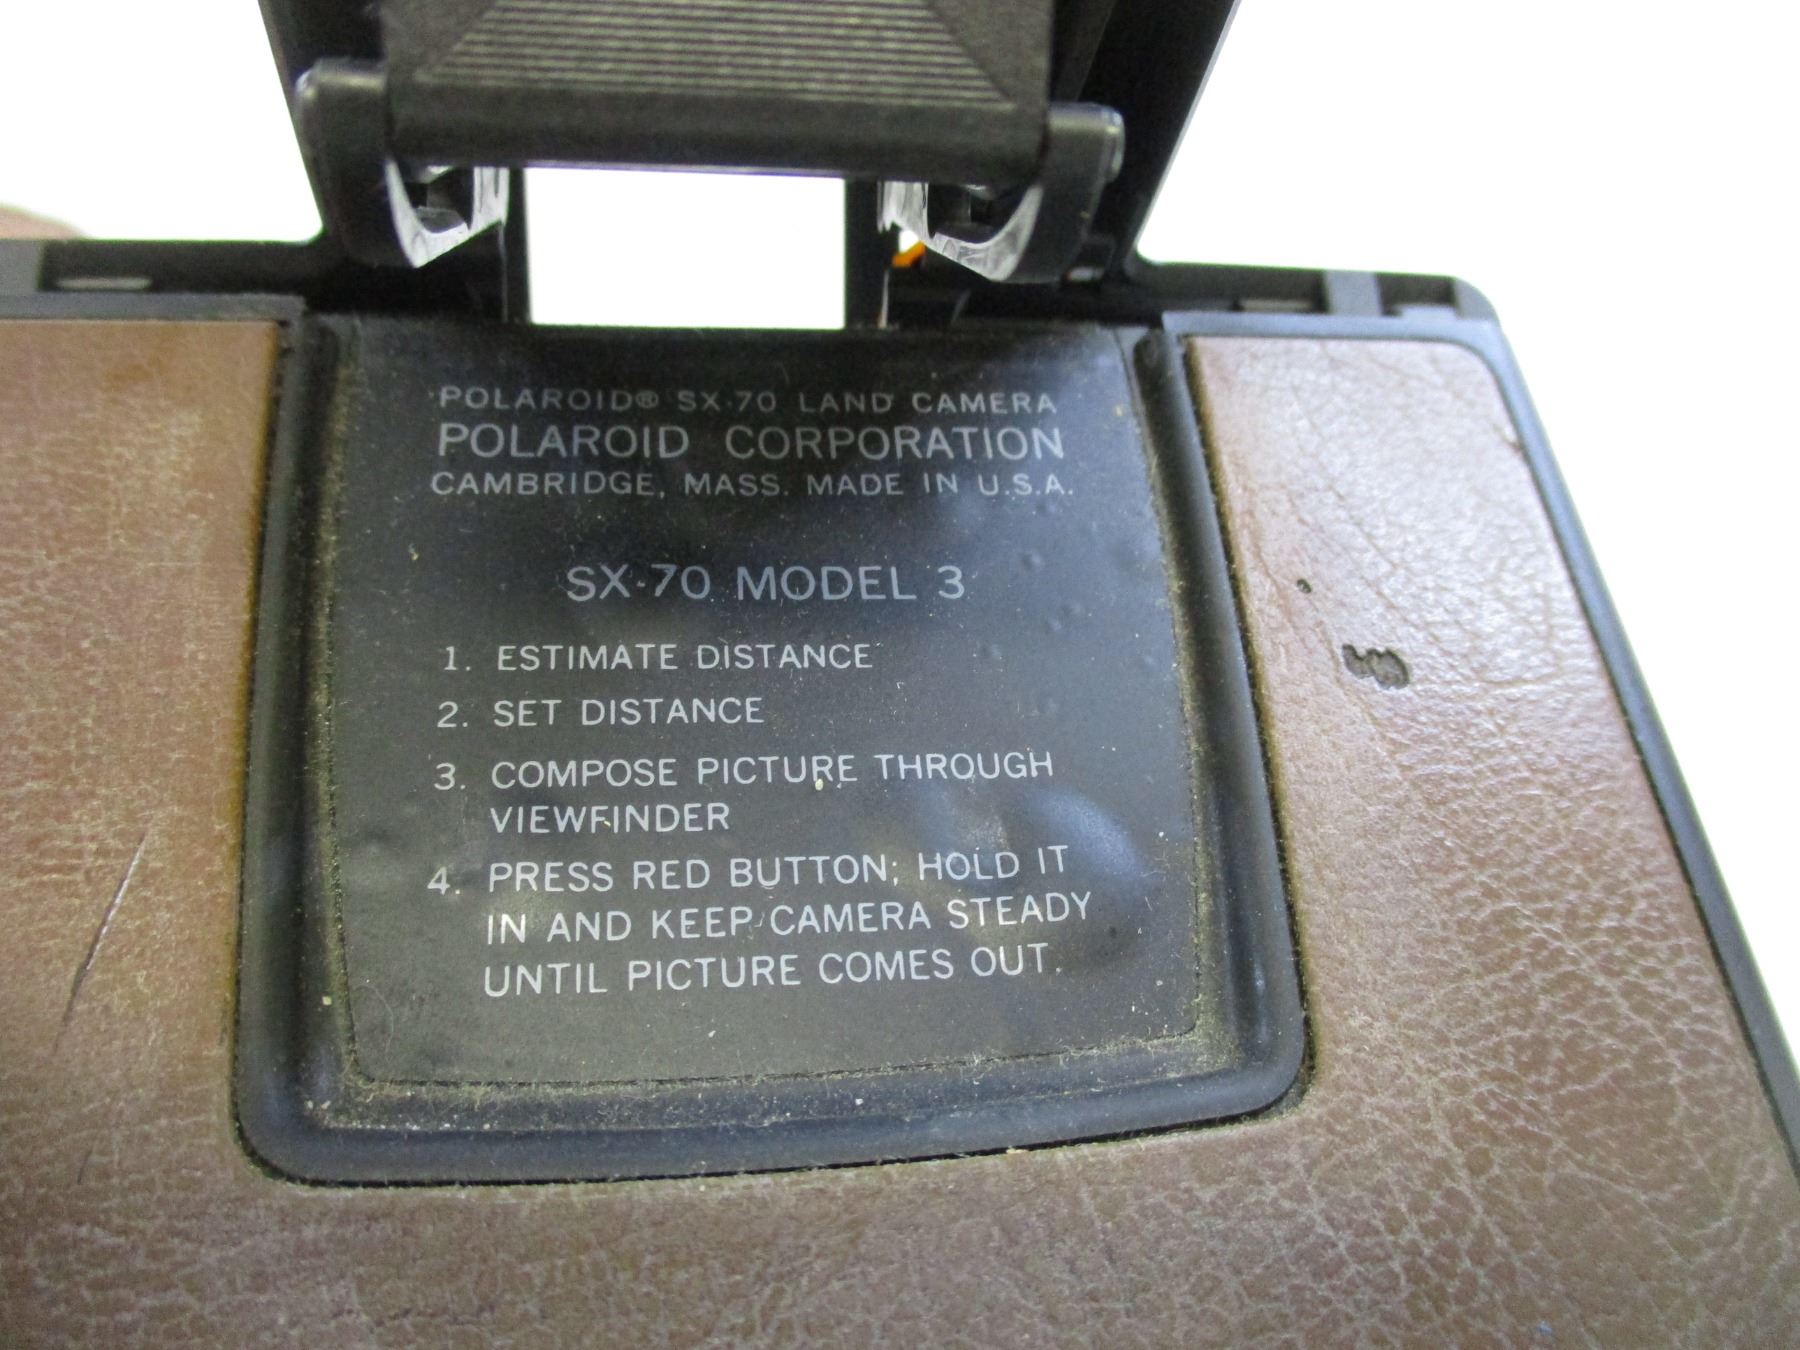 POLAROID® SX-70 LAND CAMERA
POLAROID CORPORATION
CAMBRIDGE, MASS. MADE IN U.S.A.
SX-70 MODEL 3
1. ESTIMATE DISTANCE
2. SET DISTANCE
3. COMPOSE PICTURE THROUGH
VIEWFINDER
4. PRESS RED BUTTON; HOLD IT
IN AND KEEP CAMERA STEADY
UNTIL PICTURE COMES OUT.